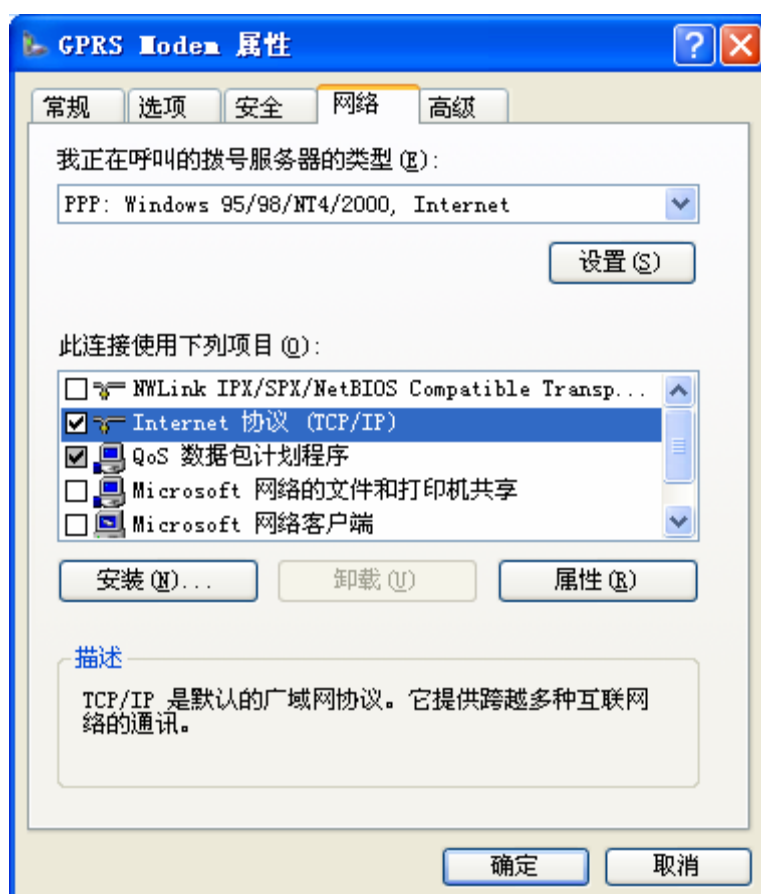 GPRS Modem 属性
常规 选项 安全 网络 高级
我正在呼叫的拨号服务器的类型(E):
PPP: Windows 95/98/NT4/2000, Internet
设置(S)
此连接使用下列项目(O):
NWLink IPX/SPX/NetBIOS Compatible Transp...
Internet 协议 (TCP/IP)
QoS 数据包计划程序
Microsoft 网络的文件和打印机共享
Microsoft 网络客户端
安装(N)... 卸载(U) 属性(R)
描述
TCP/IP 是默认的广域网协议。它提供跨越多种互联网
络的通讯。
确定 取消